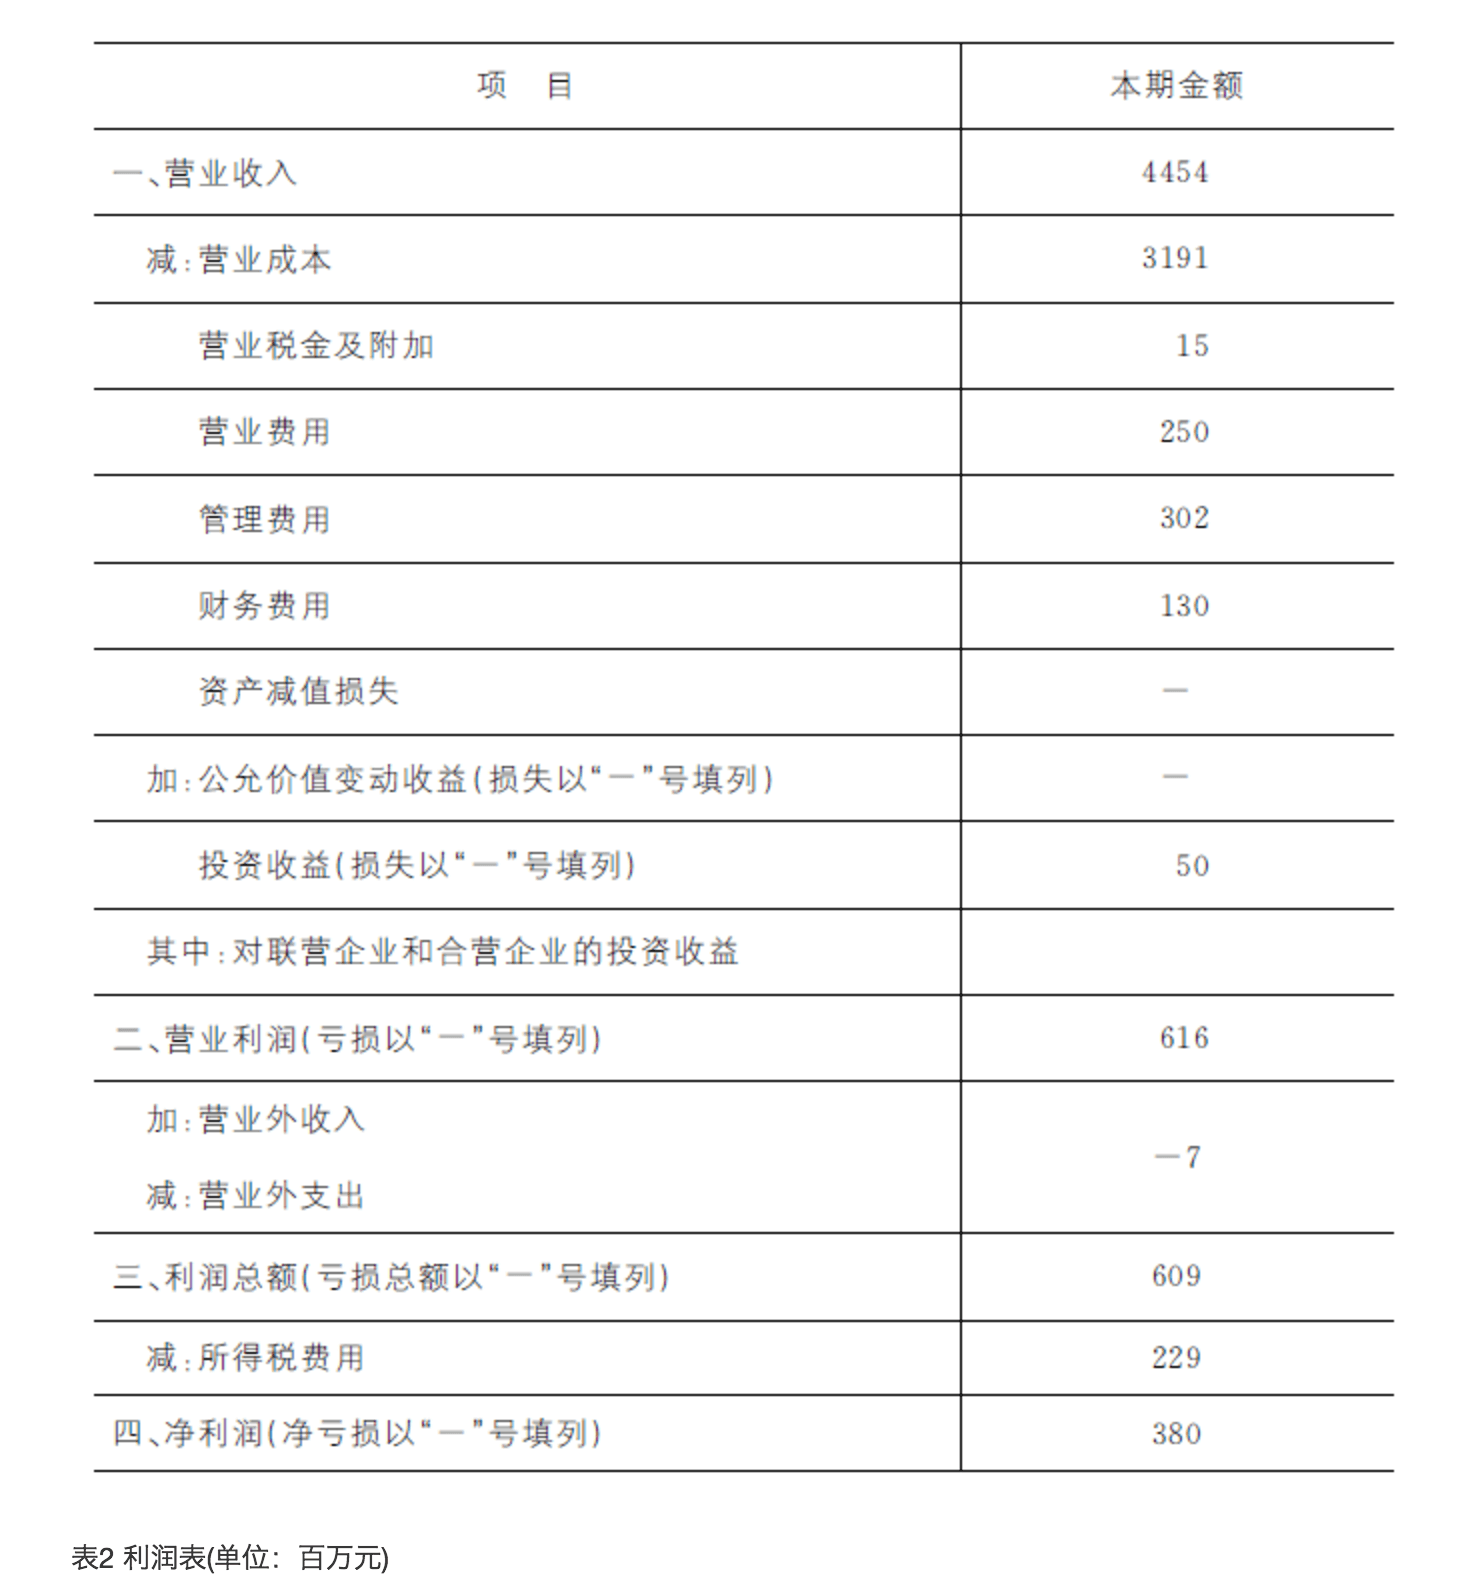 项 目 本期金额
一、营业收入 4454
减:营业成本 3191
营业税金及附加 15
营业费用 250
管理费用 302
财务费用 130
资产减值损失 —
加:公允价值变动收益(损失以“—”号填列) —
投资收益(损失以“—”号填列) 50
其中:对联营企业和合营企业的投资收益
二、营业利润(亏损以“—”号填列) 616
加:营业外收入
减:营业外支出
—7
三、利润总额(亏损总额以“—”号填列) 609
减:所得税费用 229
四、净利润(净亏损以“—”号填列) 380
表2 利润表(单位：百万元)